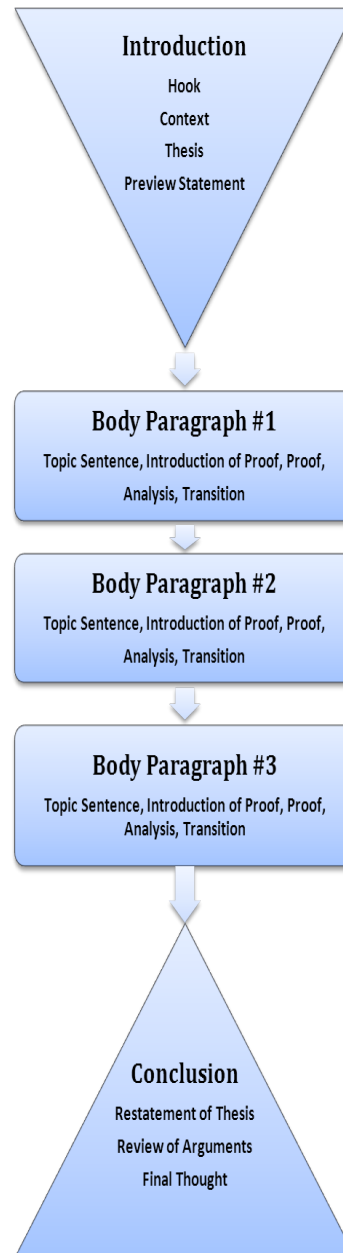 Introduction
Hook
Context
Thesis
Preview Statement
Body Paragraph #1
Topic Sentence, Introduction of Proof, Proof,
Analysis, Transition
Body Paragraph #2
Topic Sentence, Introduction of Proof, Proof,
Analysis, Transition
Body Paragraph #3
Topic Sentence, Introduction of Proof, Proof,
Analysis, Transition
Conclusion
Restatement of Thesis
Review of Arguments
Final Thought